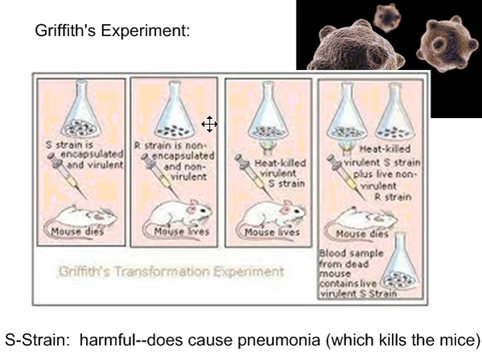 Griffith's Experiment:
S strain is
encapsulated
and virulent
Mouse dies
R strain is non-
encapsulated
and non-
virulent
Mouse lives
Heat-killed
virulent
S strain
Mouse lives
Heat-killed
virulent S strain
plus live non-
virulent
R strain
Mouse dies
Blood sample
from dead
mouse
contains live
virulent S Strain
Griffith's Transformation Experiment
S-Strain:  harmful--does cause pneumonia (which kills the mice)